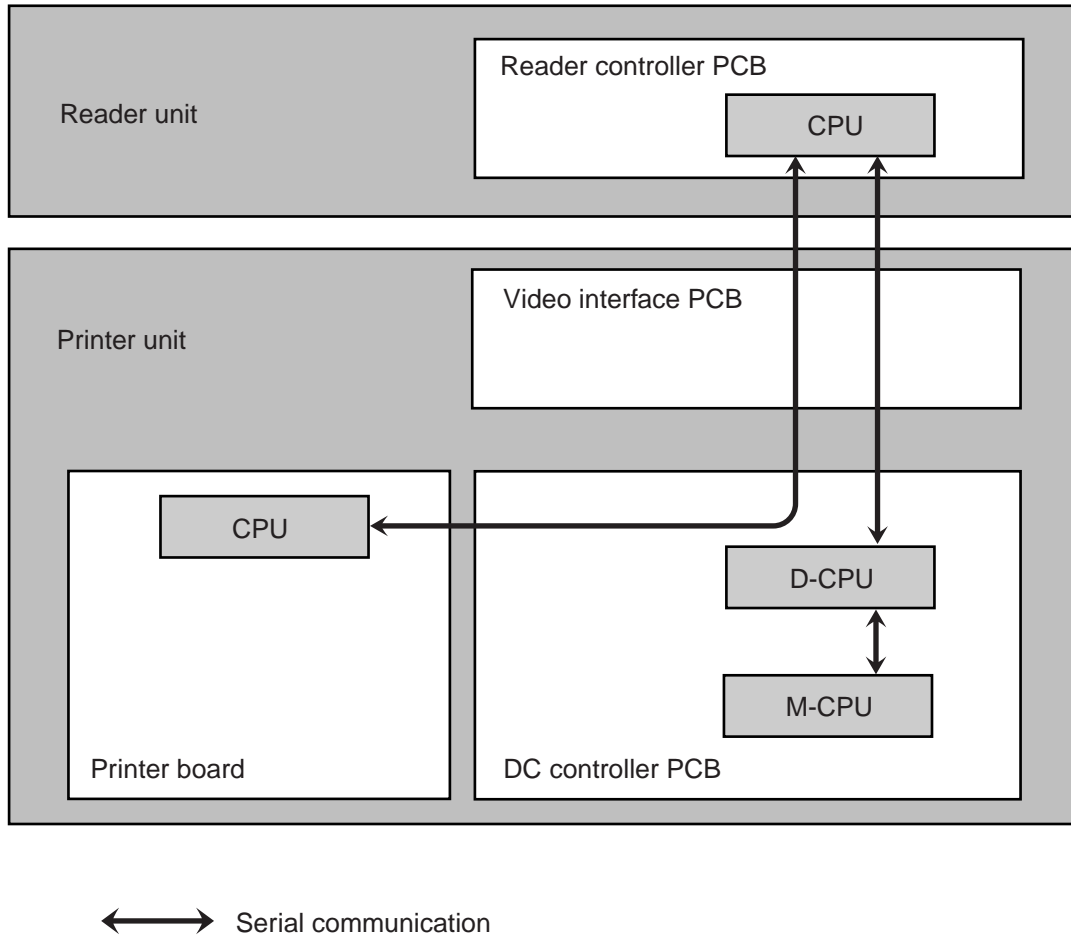 Reader controller PCB
Reader unit
CPU
Video interface PCB
Printer unit
CPU
D-CPU
M-CPU
Printer board
DC controller PCB
Serial communication